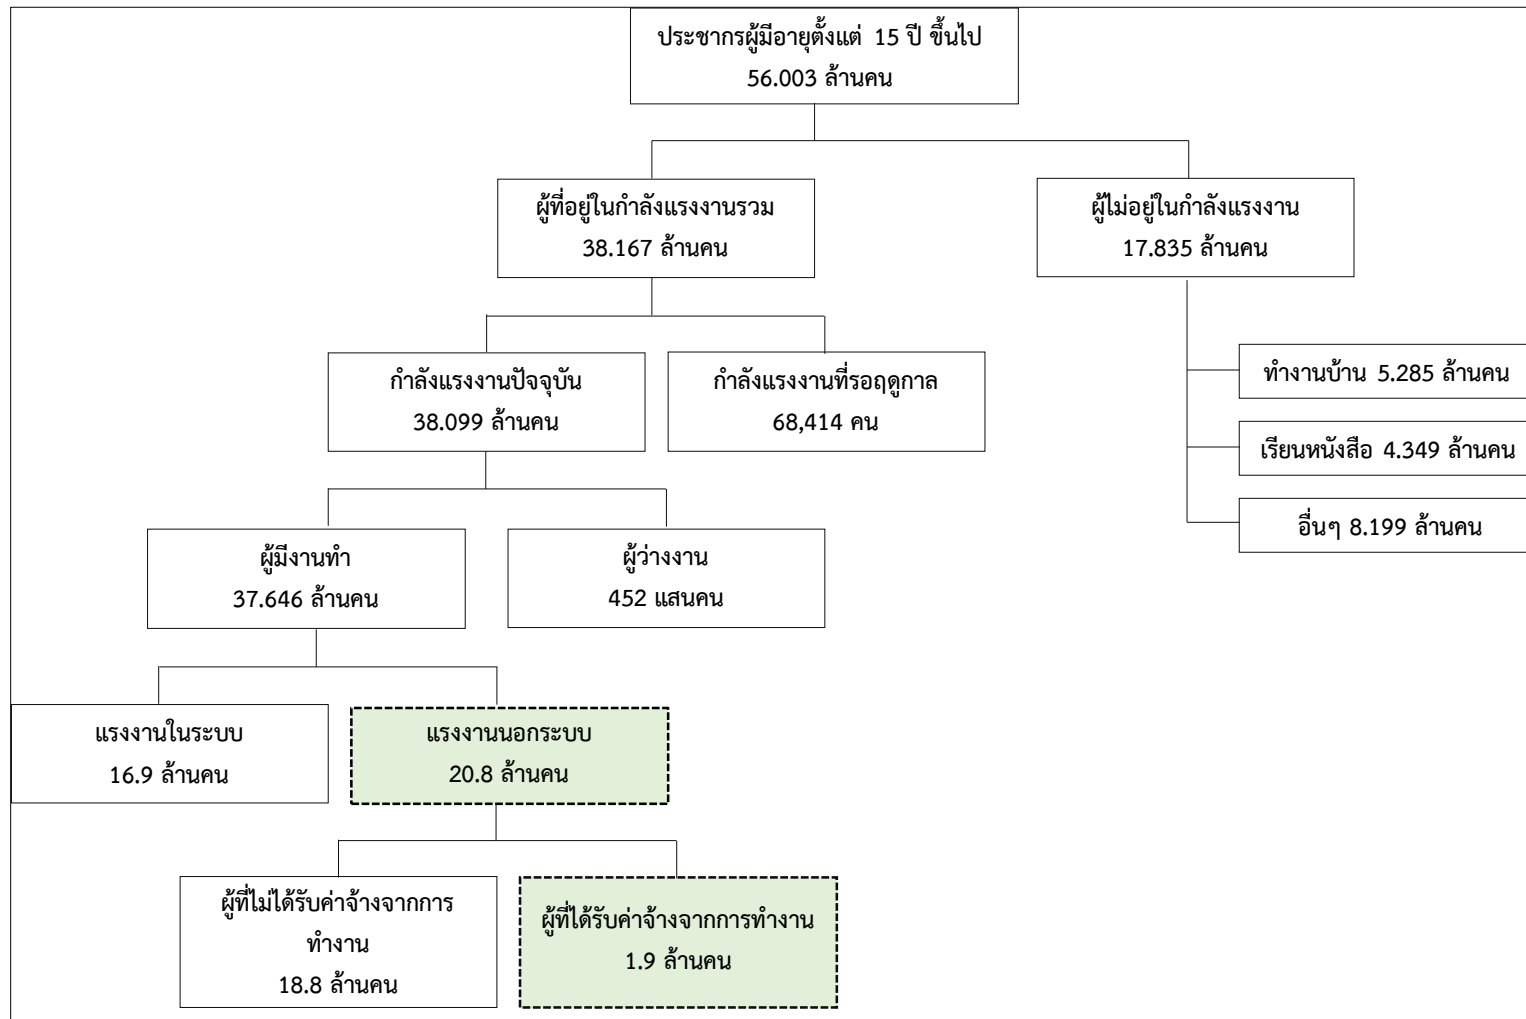 ประชากรผู้มีอายุตั้งแต่ 15 ปี ขึ้นไป
56.003 ล้านคน
ผู้ที่อยู่ในกำลังแรงงานรวม
38.167 ล้านคน
ผู้ไม่อยู่ในกำลังแรงงาน
17.835 ล้านคน
กำลังแรงงานปัจจุบัน
38.099 ล้านคน
กำลังแรงงานที่รอฤดูกาล
68,414 คน
ทำงานบ้าน 5.285 ล้านคน
เรียนหนังสือ 4.349 ล้านคน
อื่นๆ 8.199 ล้านคน
ผู้มีงานทำ
37.646 ล้านคน
ผู้ว่างงาน
452 แสนคน
แรงงานในระบบ
16.9 ล้านคน
แรงงานนอกระบบ
20.8 ล้านคน
ผู้ที่ไม่ได้รับค่าจ้างจากการ
ทำงาน
18.8 ล้านคน
ผู้ที่ได้รับค่าจ้างจากการทำงาน
1.9 ล้านคน